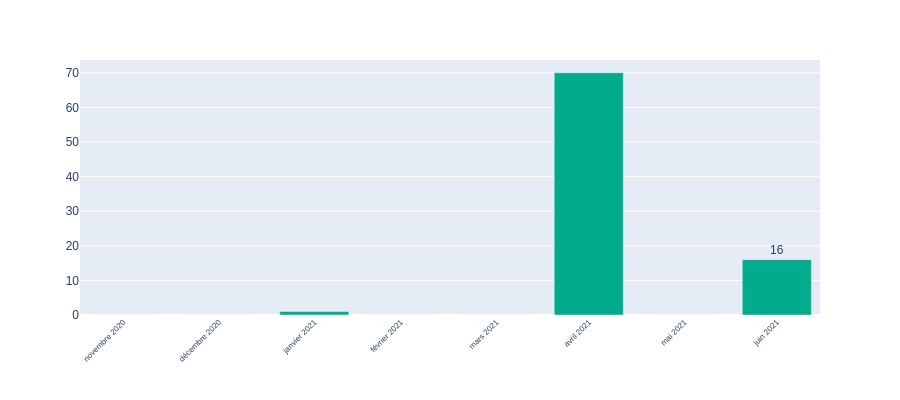 70
60
50
40
30
20
16
10
0
novembre 2020
décembre 2020
janvier 2021
février 2021
mars 2021
avril 2021
mai 2021
juin 2021